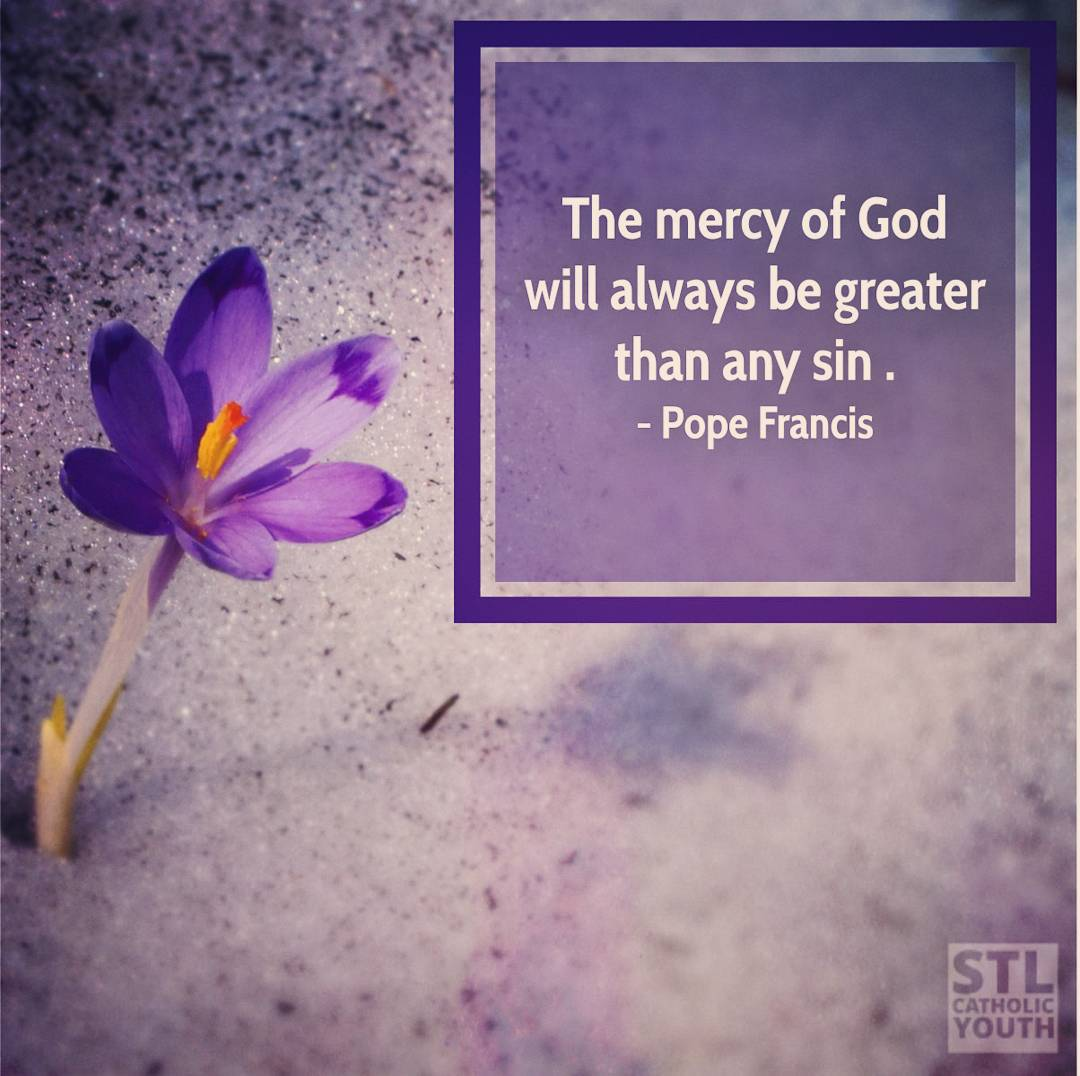 The mercy of God
will always be greater
than any sin .
- Pope Francis
STL
CATHOLIC
YOUTH